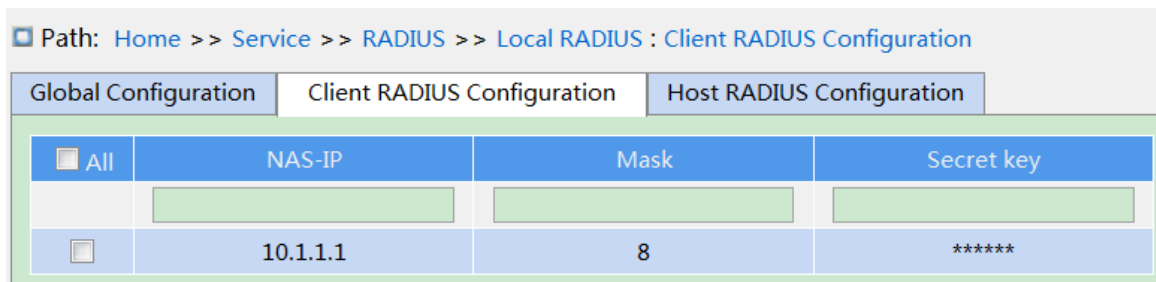 Path: Home >> Service >> RADIUS >> Local RADIUS : Client RADIUS Configuration
Global Configuration Client RADIUS Configuration Host RADIUS Configuration
All NAS-IP Mask Secret key
10.1.1.1 8 ******